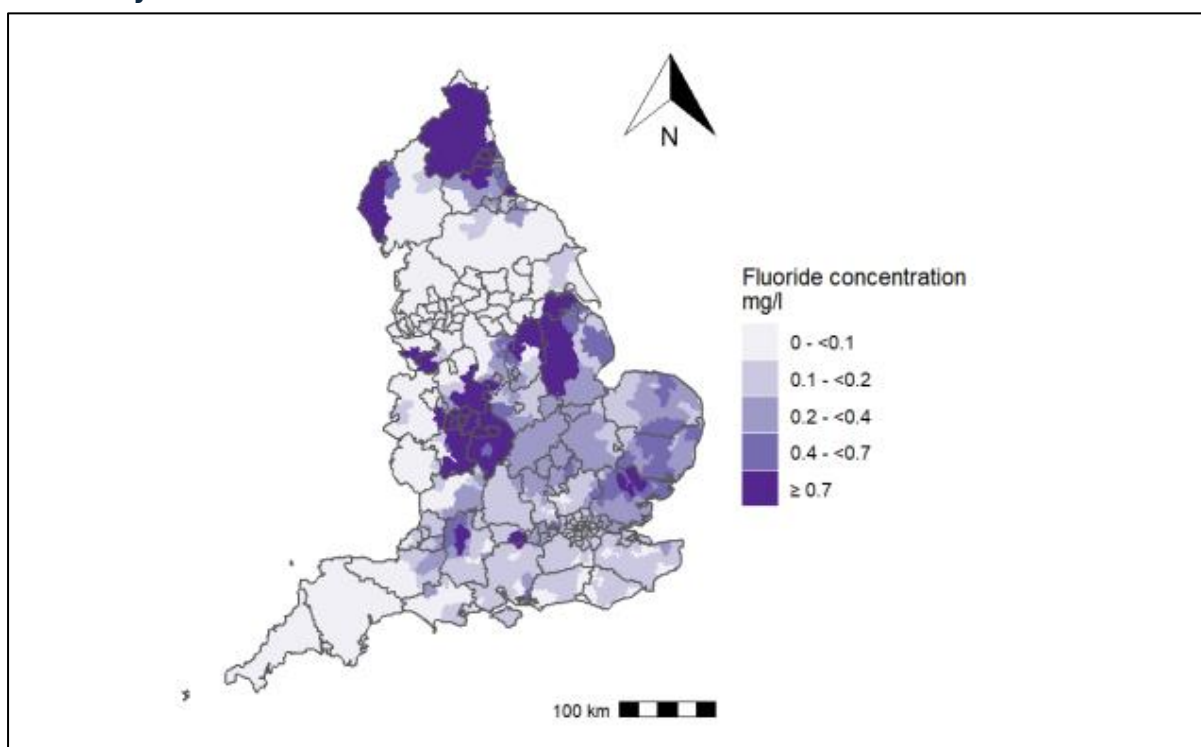 N
Fluoride concentration
mg/l
0 - <0.1
0.1 - <0.2
0.2 - <0.4
0.4 - <0.7
≥ 0.7
100 km